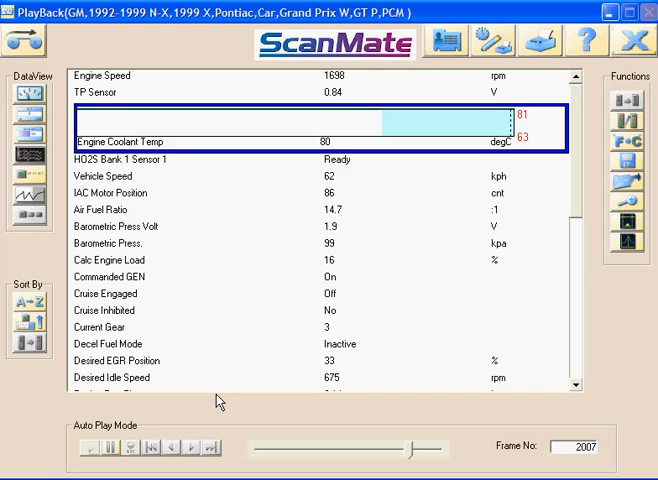 PlayBack(GM,1992-1999 N-X,1999 X,Pontiac,Car,Grand Prix W,GT P,PCM )
ScanMate
DataView
Functions
Engine Speed 1698 rpm
TP Sensor 0.84 V
81
63
Engine Coolant Temp 80 degC
HO2S Bank 1 Sensor 1 Ready
Vehicle Speed 62 kph
IAC Motor Position 86 cnt
Air Fuel Ratio 14.7 :1
Barometric Press Volt 1.9 V
Barometric Press. 99 kpa
Calc Engine Load 16 %
Commanded GEN On
Cruise Engaged Off
Cruise Inhibited No
Current Gear 3
Decel Fuel Mode Inactive
Desired EGR Position 33 %
Desired Idle Speed 675 rpm
F↔C
Sort By
A→Z
Auto Play Mode
Frame No: 2007